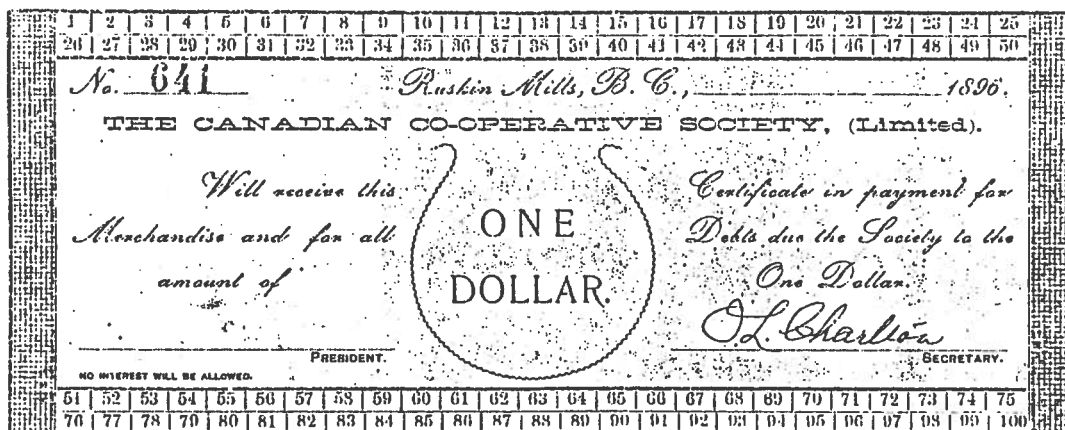 1 | 2 | 3 | 4 | 5 | 6 | 7 | 8 | 9 | 10 | 11 | 12 | 13 | 14 | 15 | 16 | 17 | 18 | 19 | 20 | 21 | 22 | 23 | 24 | 25
26 | 27 | 28 | 29 | 30 | 31 | 32 | 33 | 34 | 35 | 36 | 37 | 38 | 39 | 40 | 41 | 42 | 43 | 44 | 45 | 46 | 47 | 48 | 49 | 50
No. 641 Ruskin Mills, B. C., 1896.
THE CANADIAN CO-OPERATIVE SOCIETY, (Limited).
Will receive this Certificate in payment for
Merchandise and for all Debts due the Society to the
amount of One Dollar.
ONE
DOLLAR.
O L. Charlton
PRESIDENT. SECRETARY.
NO INTEREST WILL BE ALLOWED.
51 | 52 | 53 | 54 | 55 | 56 | 57 | 58 | 59 | 60 | 61 | 62 | 63 | 64 | 65 | 66 | 67 | 68 | 69 | 70 | 71 | 72 | 73 | 74 | 75
76 | 77 | 78 | 79 | 80 | 81 | 82 | 83 | 84 | 85 | 86 | 87 | 88 | 89 | 90 | 91 | 92 | 93 | 94 | 95 | 96 | 97 | 98 | 99 | 100